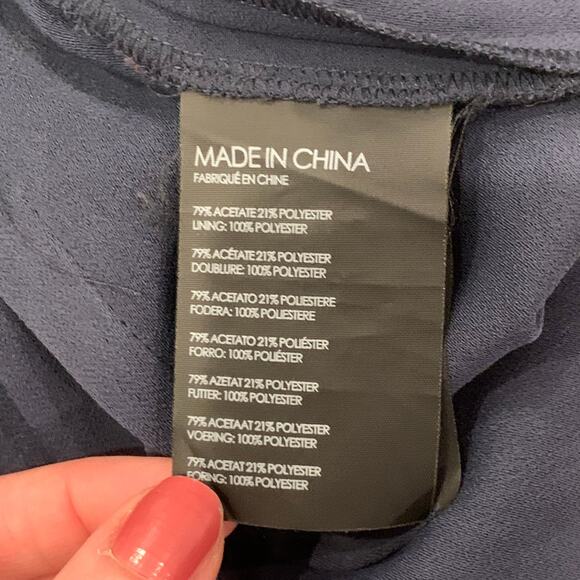 MADE IN CHINA
FABRIQUÉ EN CHINE
79% ACETATE 21% POLYESTER
LINING: 100% POLYESTER
79% ACÉTATE 21% POLYESTER
DOUBLURE: 100% POLYESTER
79% ACETATO 21% POLIESTERE
FODERA: 100% POLIESTERE
79% ACETATO 21% POLIÉSTER
FORRO: 100% POLIÉSTER
79% AZETAT 21% POLYESTER
FUTTER: 100% POLYESTER
79% ACETAAT 21% POLYESTER
VOERING: 100% POLYESTER
79% ACETAT 21% POLYESTER
FORING: 100% POLYESTER